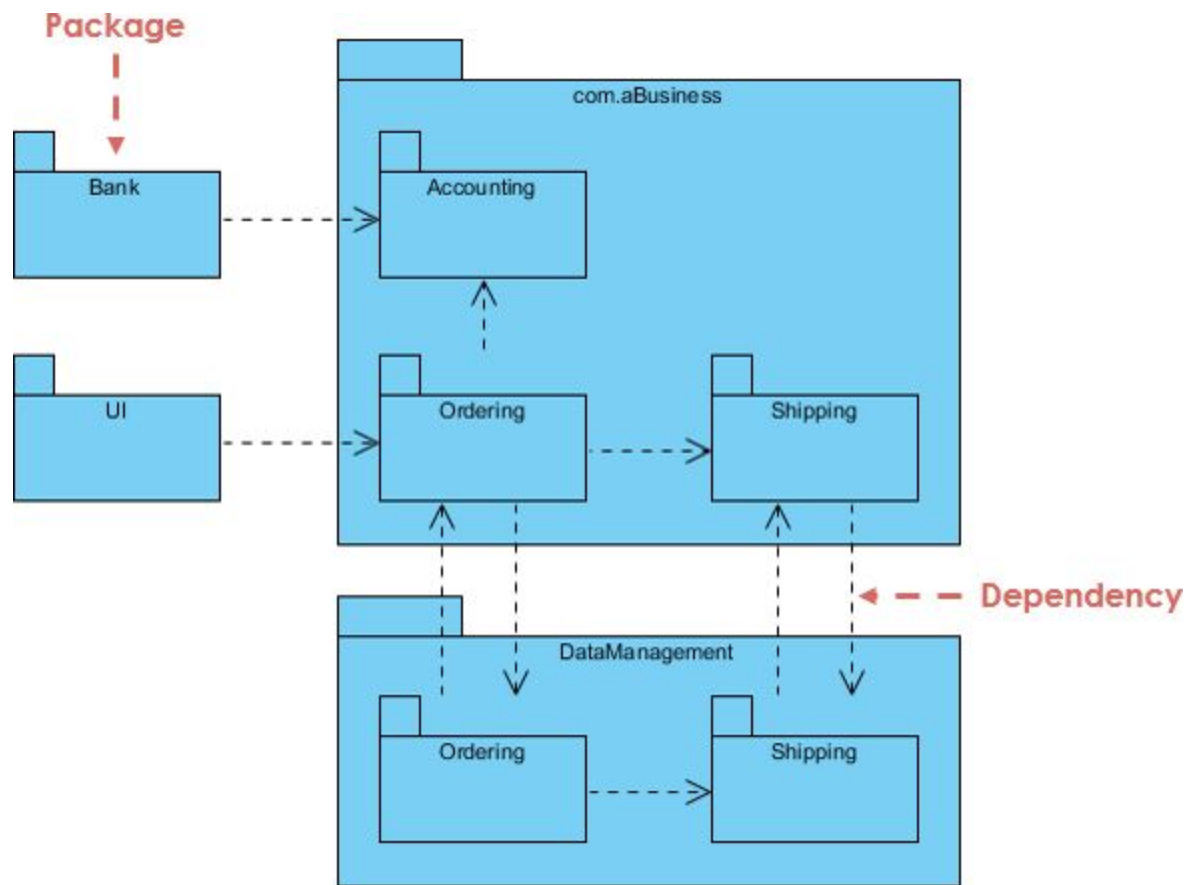 Package
com.aBusiness
Bank
Accounting
UI
Ordering
Shipping
Dependency
DataManagement
Ordering
Shipping